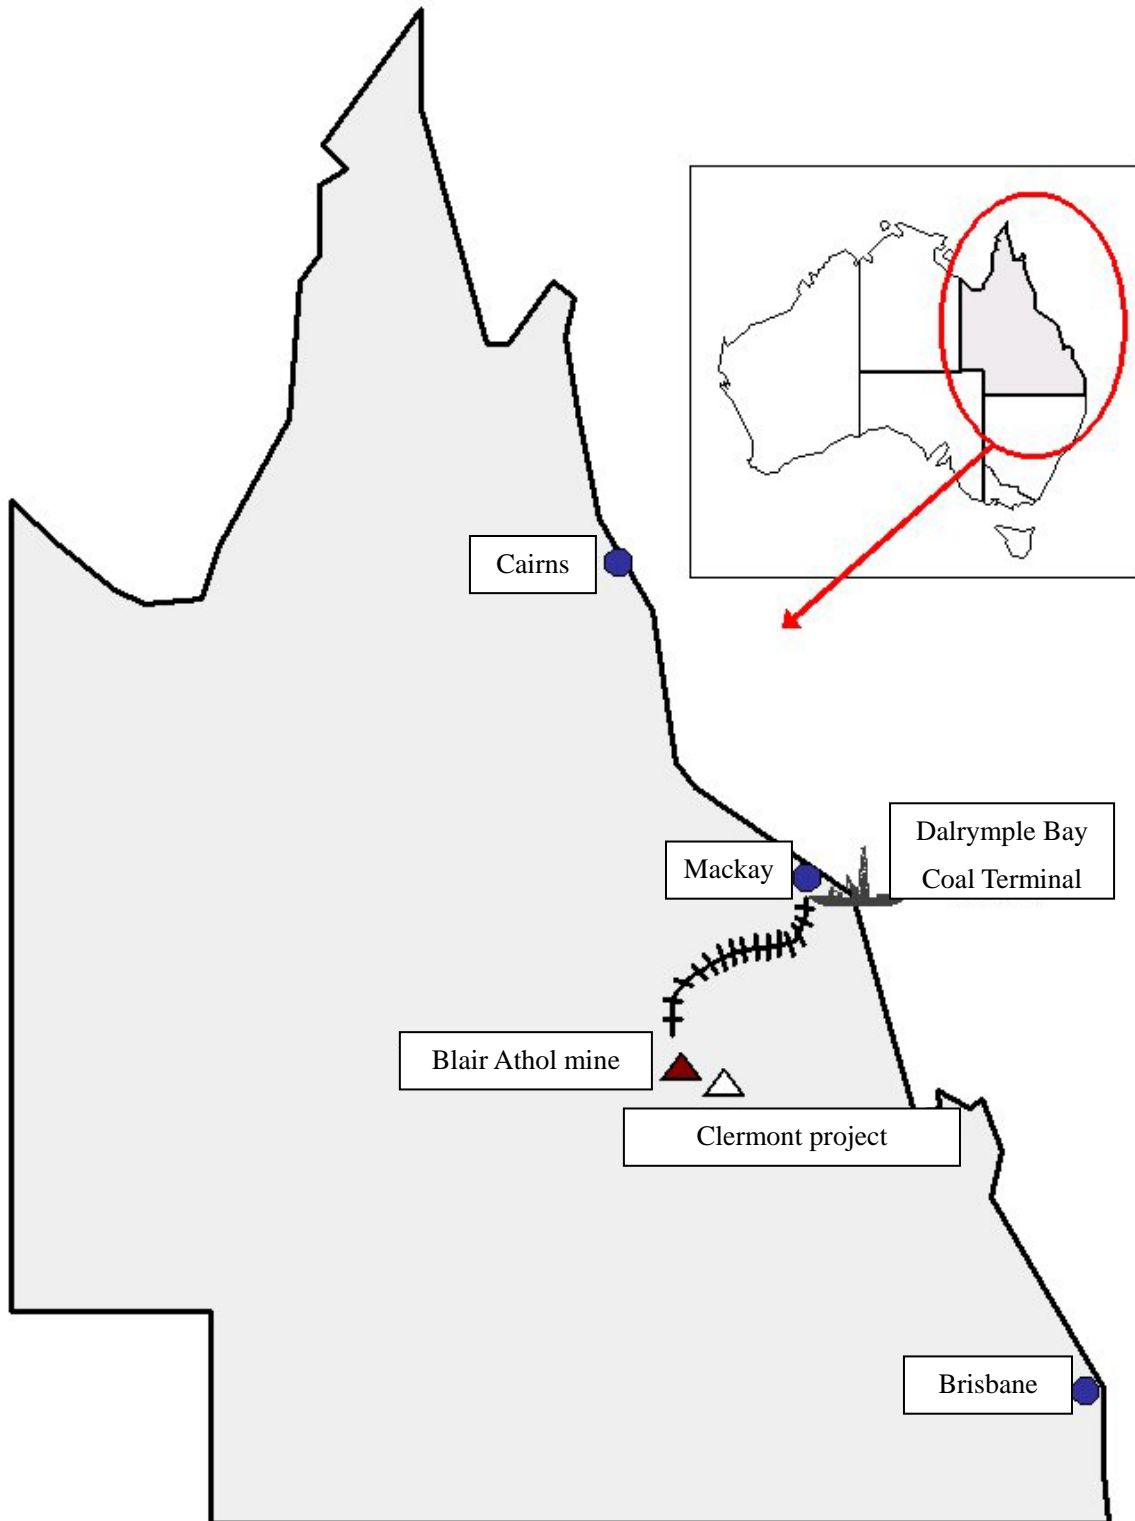 Cairns
Dalrymple Bay
Coal Terminal
Mackay
Blair Athol mine
Clermont project
Brisbane